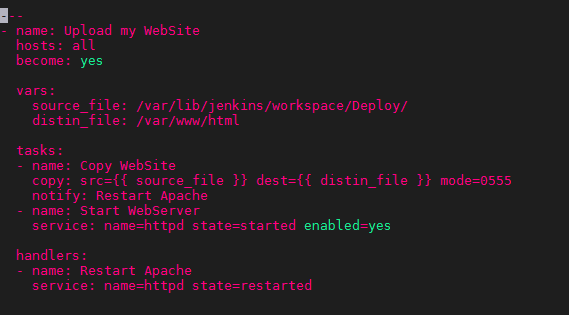 ---
- name: Upload my WebSite
  hosts: all
  become: yes

  vars:
    source_file: /var/lib/jenkins/workspace/Deploy/
    distin_file: /var/www/html

  tasks:
  - name: Copy WebSite
    copy: src={{ source_file }} dest={{ distin_file }} mode=0555
    notify: Restart Apache
  - name: Start WebServer
    service: name=httpd state=started enabled=yes

  handlers:
  - name: Restart Apache
    service: name=httpd state=restarted